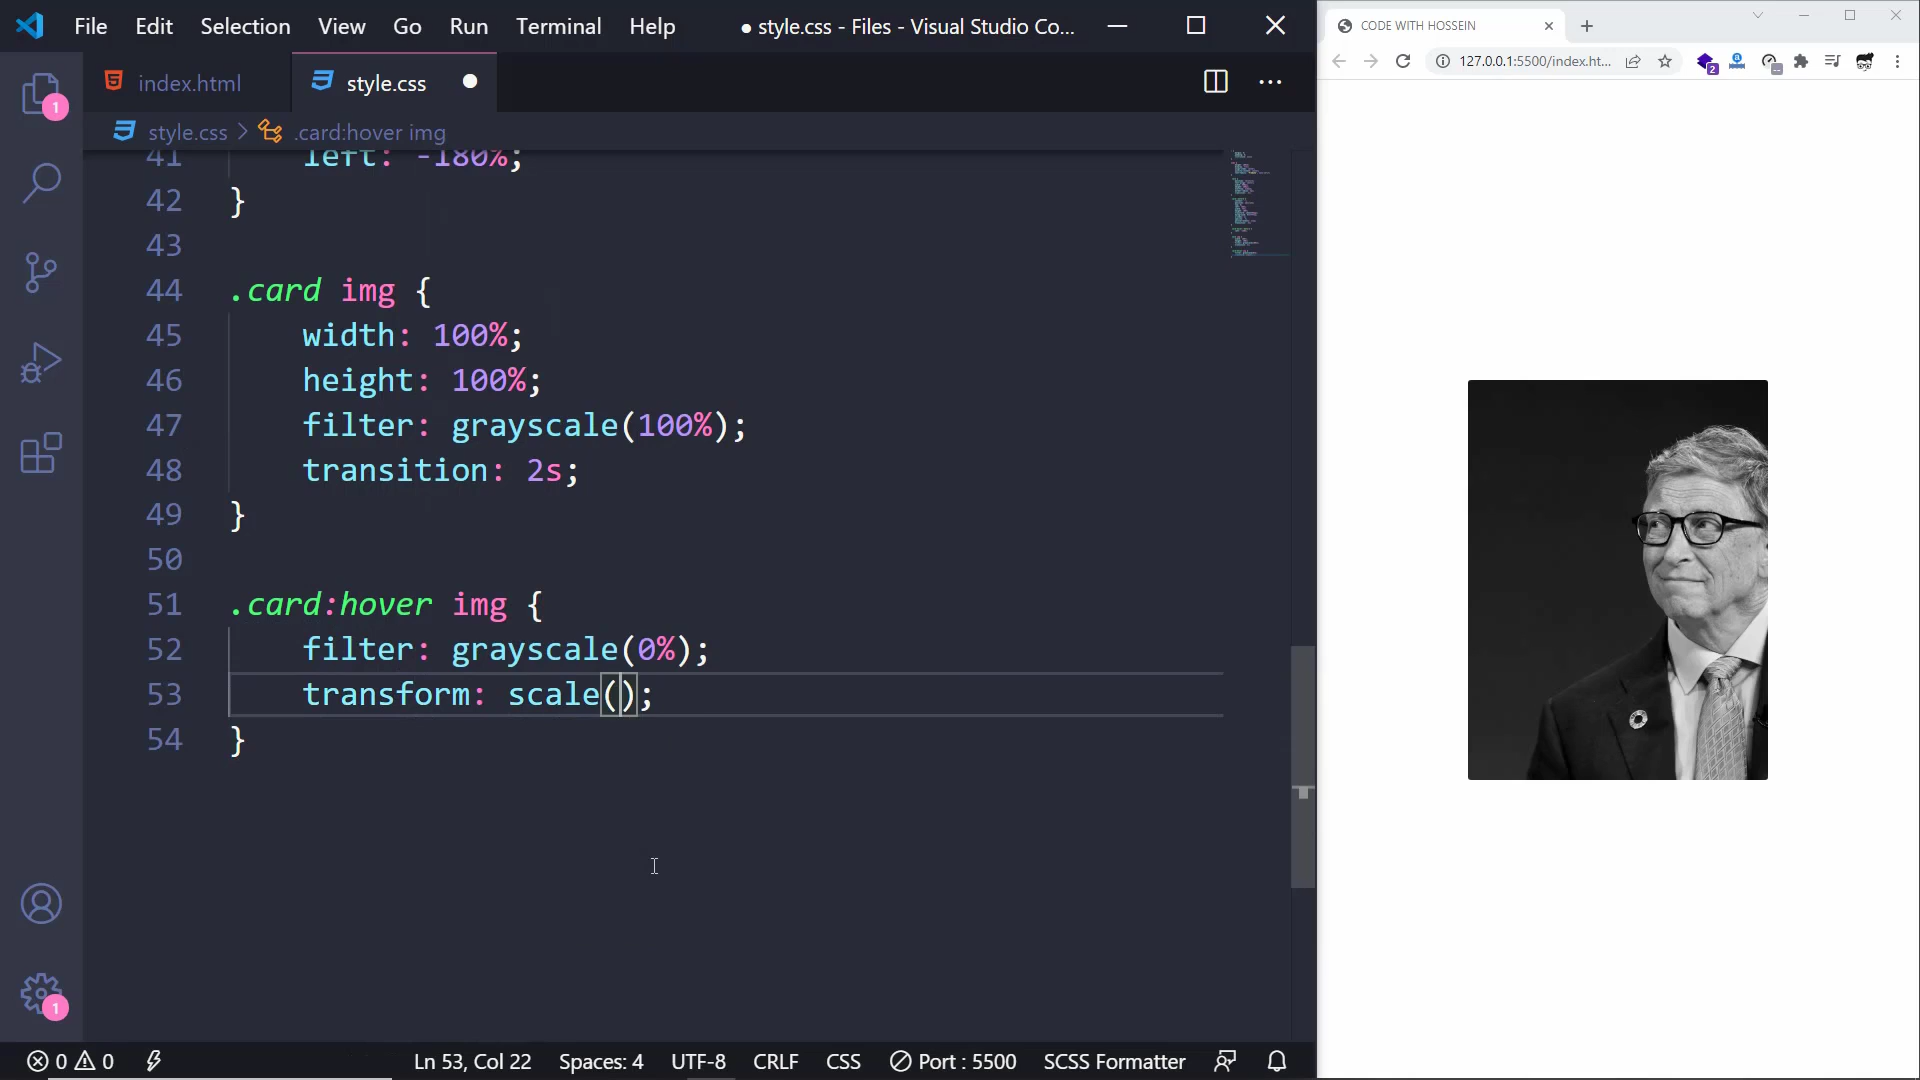 File Edit Selection View Go Run Terminal Help ● style.css - Files - Visual Studio Co...
CODE WITH HOSSEIN
127.0.0.1:5500/index.ht...
2
index.html
style.css
1
style.css > .card:hover img
41 left: -180%;
42 }
43
44 .card img {
45 width: 100%;
46 height: 100%;
47 filter: grayscale(100%);
48 transition: 2s;
49 }
50
51 .card:hover img {
52 filter: grayscale(0%);
53 transform: scale();
54 }
1
0 0 Ln 53, Col 22 Spaces: 4 UTF-8 CRLF CSS Port : 5500 SCSS Formatter